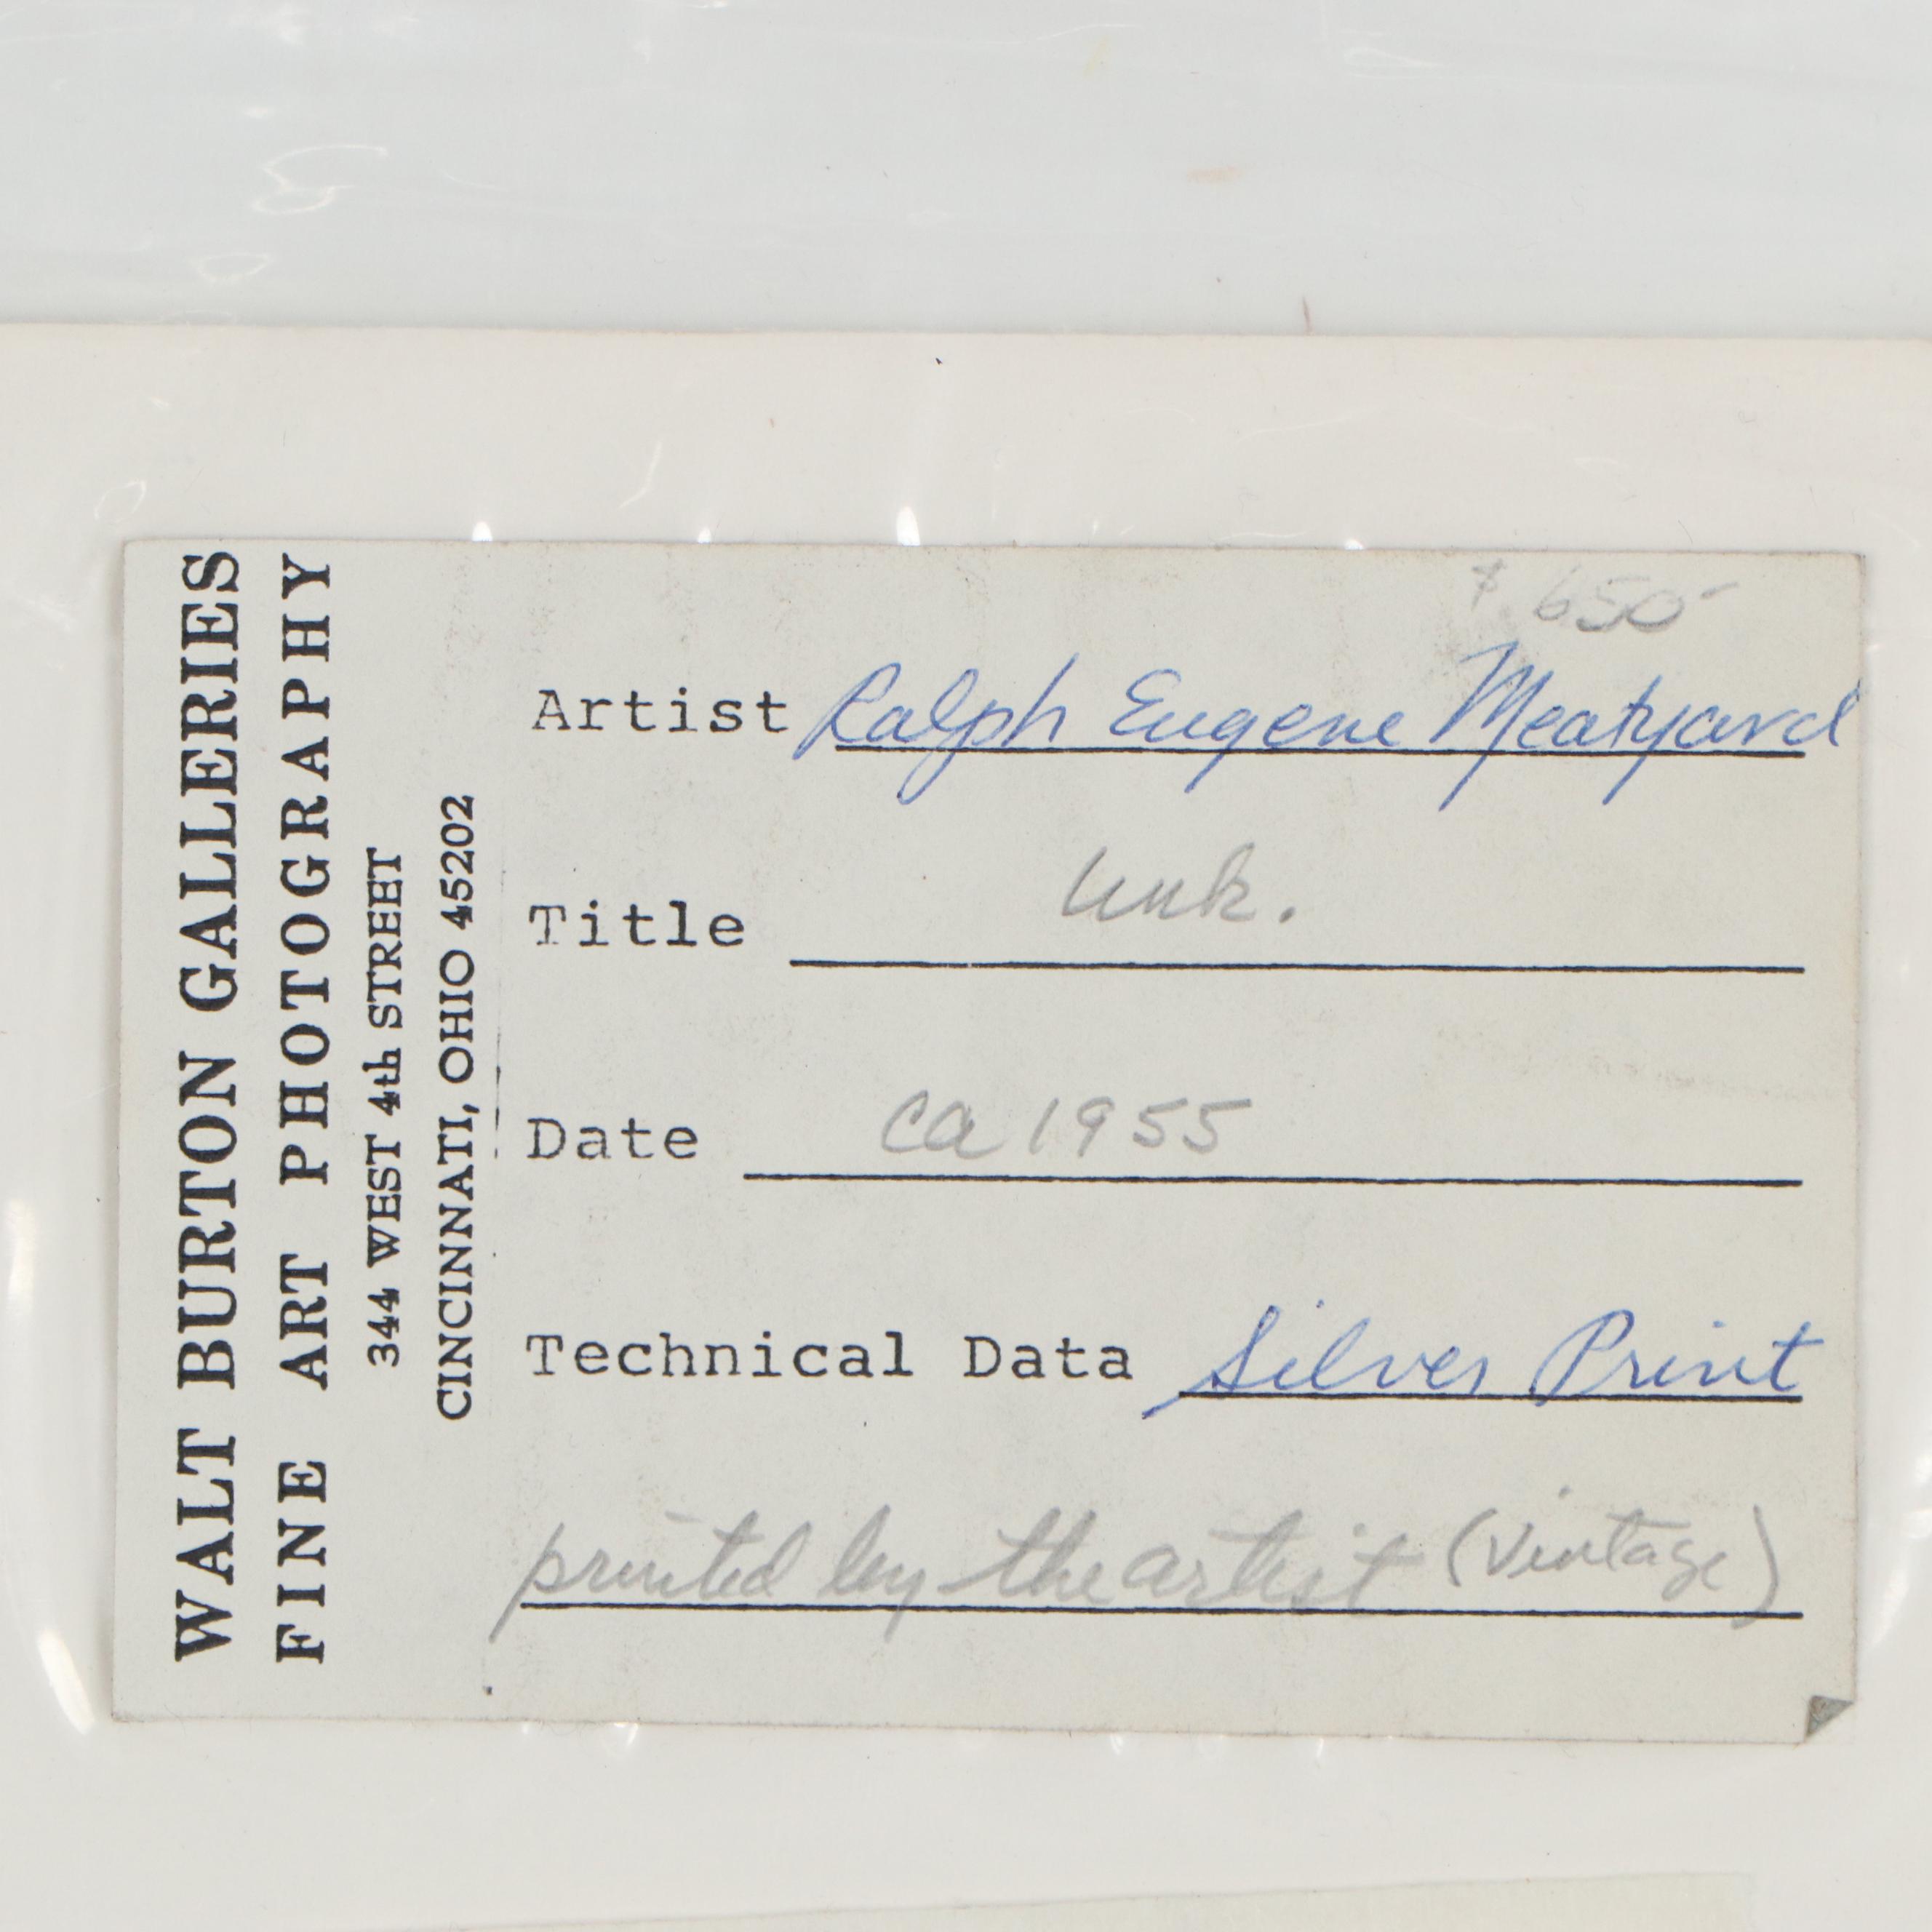 WALT BURTON GALLERIES
FINE ART PHOTOGRAPHY
344 WEST 4th STREET
CINCINNATI, OHIO 45202
$650-
Artist Ralph Eugene Meatyard
Title unk.
Date ca 1955
Technical Data Silver Print
printed by the artist (Vintage)